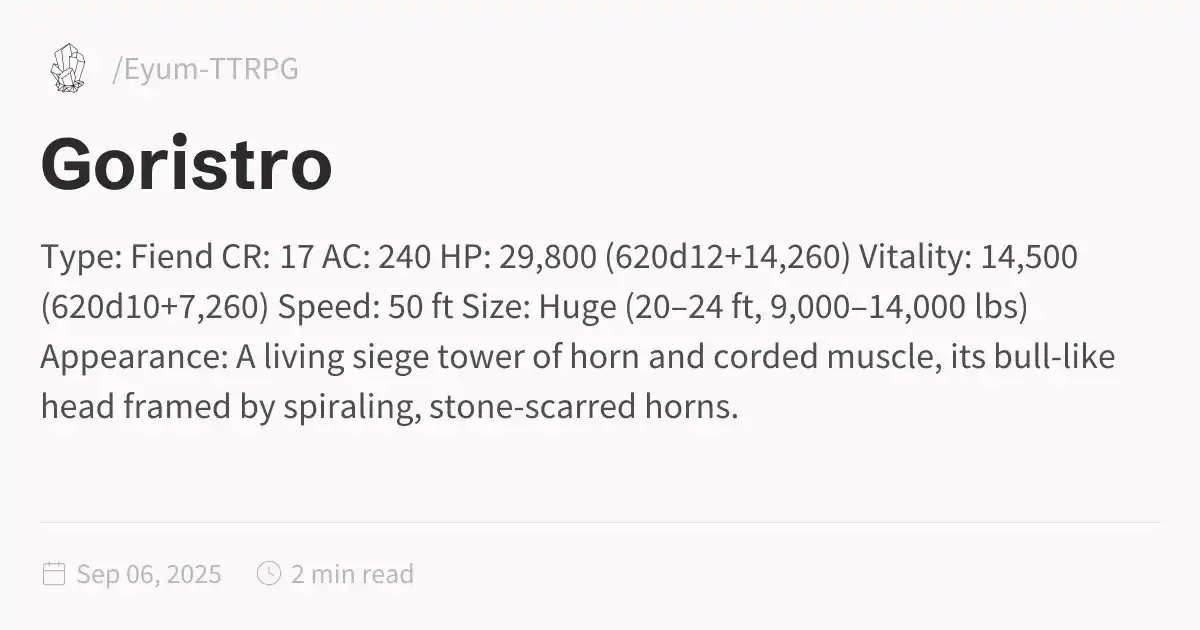 /Eyum-TTRPG
Goristro
Type: Fiend CR: 17 AC: 240 HP: 29,800 (620d12+14,260) Vitality: 14,500
(620d10+7,260) Speed: 50 ft Size: Huge (20–24 ft, 9,000–14,000 lbs)
Appearance: A living siege tower of horn and corded muscle, its bull-like
head framed by spiraling, stone-scarred horns.
Sep 06, 2025 2 min read